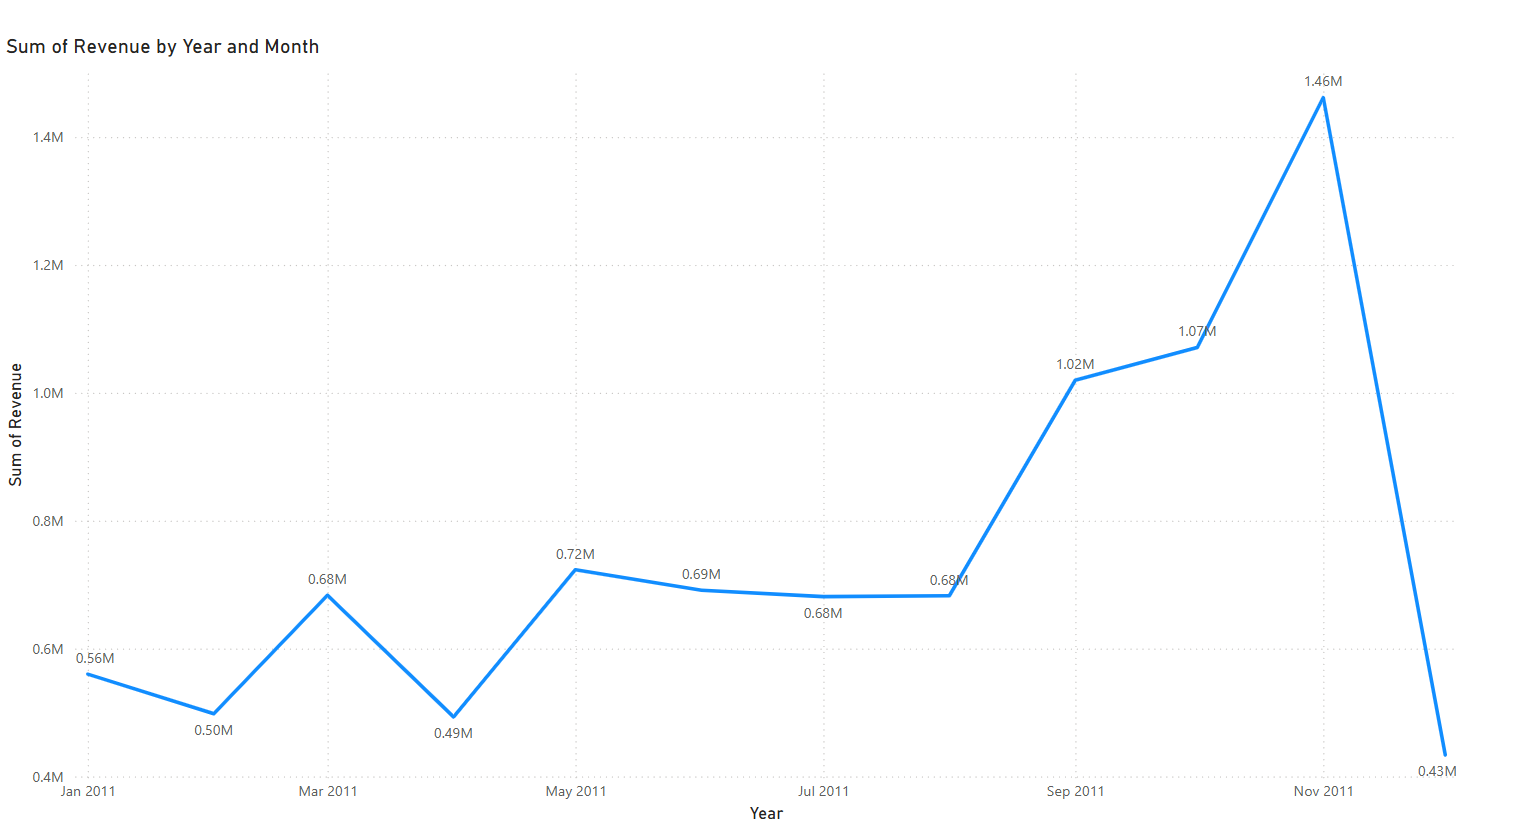 Sum of Revenue by Year and Month
1.46M
1.4M
1.2M
1.07M
1.02M
1.0M
Sum of Revenue
0.8M
0.72M
0.69M
0.68M
0.68M
0.68M
0.6M
0.56M
0.50M
0.49M
0.43M
0.4M
Jan 2011 Mar 2011 May 2011 Jul 2011 Sep 2011 Nov 2011
Year